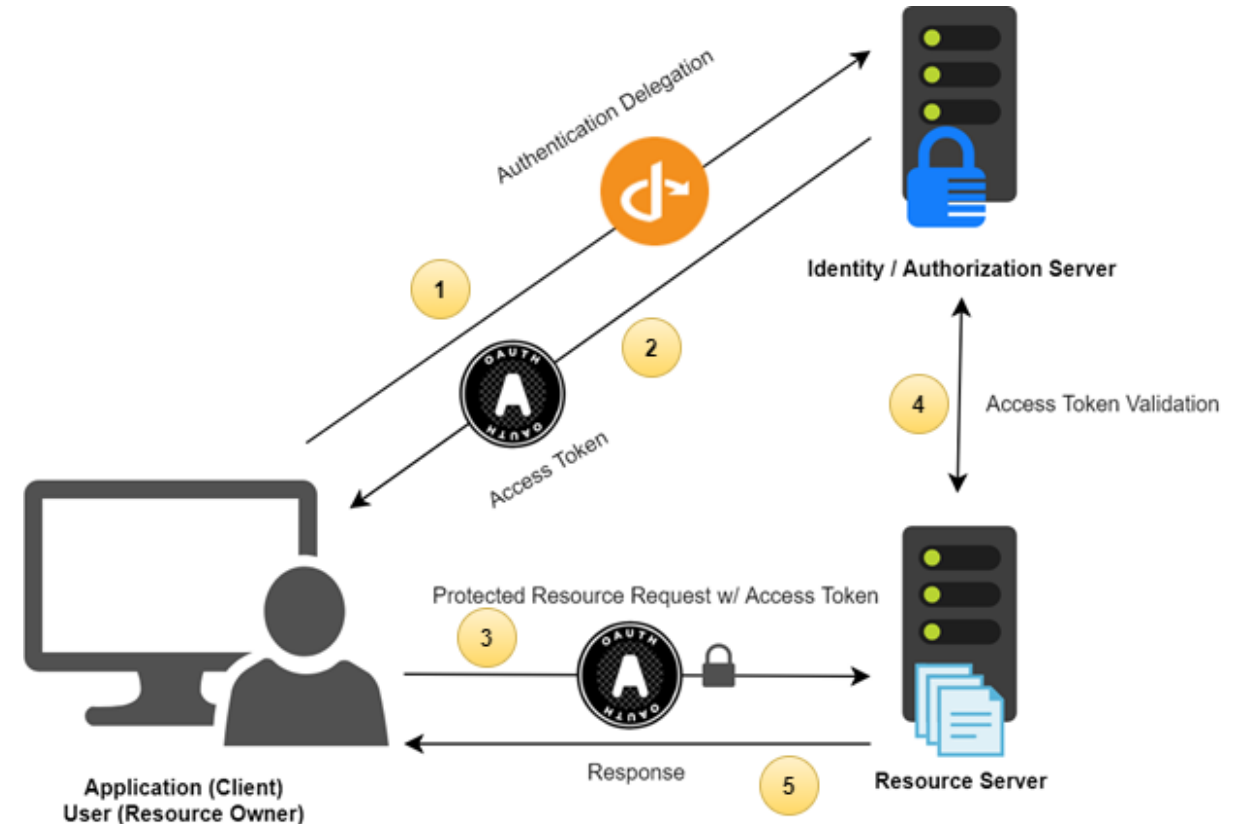 Authentication Delegation
Identity / Authorization Server
1
2
OAUTH
A
OAUTH
Access Token
4
Access Token Validation
Protected Resource Request w/ Access Token
3
OAUTH
A
OAUTH
Response
5
Resource Server
Application (Client)
User (Resource Owner)